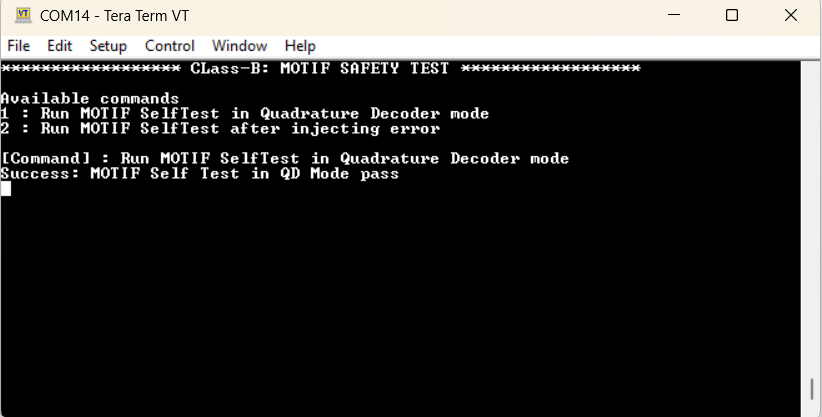 COM14 - Tera Term VT
File Edit Setup Control Window Help
****************** CLass-B: MOTIF SAFETY TEST ******************
Available commands
1 : Run MOTIF SelfTest in Quadrature Decoder mode
2 : Run MOTIF SelfTest after injecting error
[Command] : Run MOTIF SelfTest in Quadrature Decoder mode
Success: MOTIF Self Test in QD Mode pass